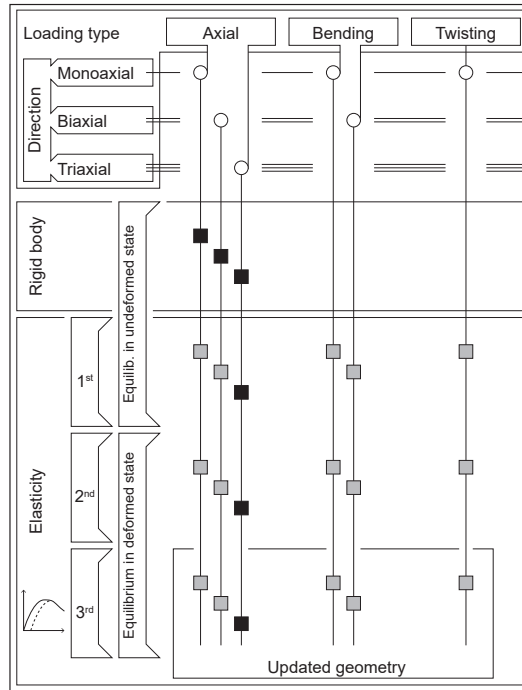 Loading type
Axial
Bending
Twisting
Direction
Monoaxial
Biaxial
Triaxial
Rigid body
Equilib. in undeformed state
Elasticity
1st
2nd
3rd
Equilibrium in deformed state
Updated geometry